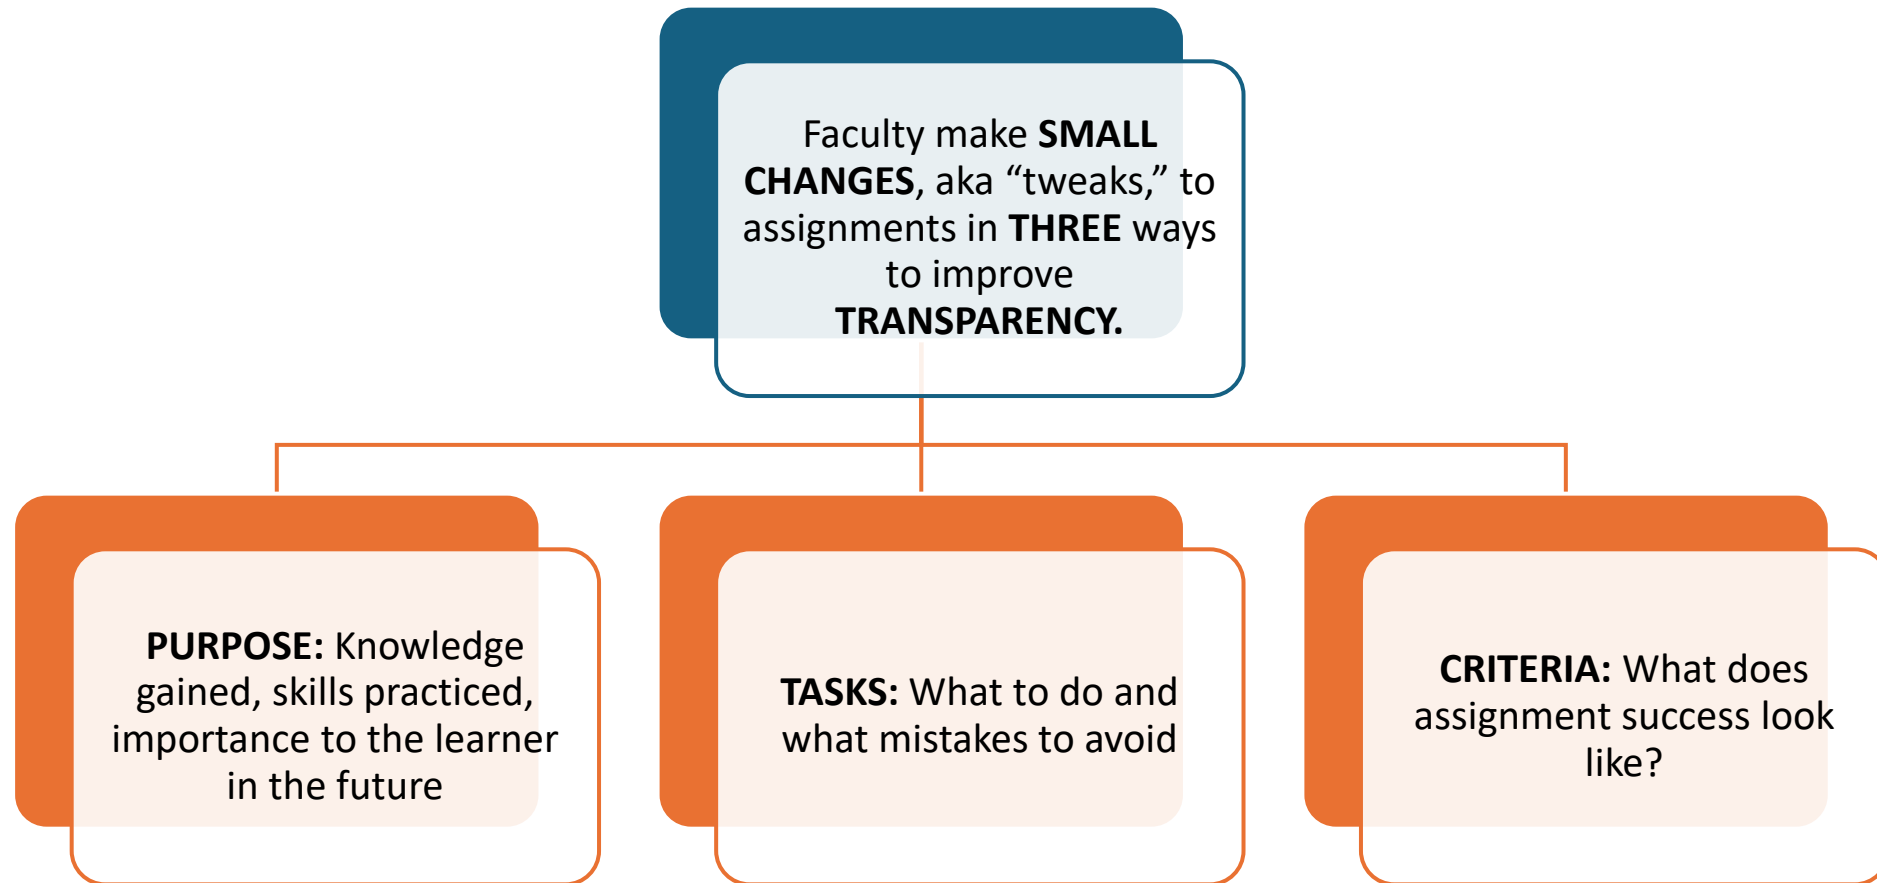 Faculty make SMALL
CHANGES, aka “tweaks,” to
assignments in THREE ways
to improve
TRANSPARENCY.
PURPOSE: Knowledge
gained, skills practiced,
importance to the learner
in the future
TASKS: What to do and
what mistakes to avoid
CRITERIA: What does
assignment success look
like?